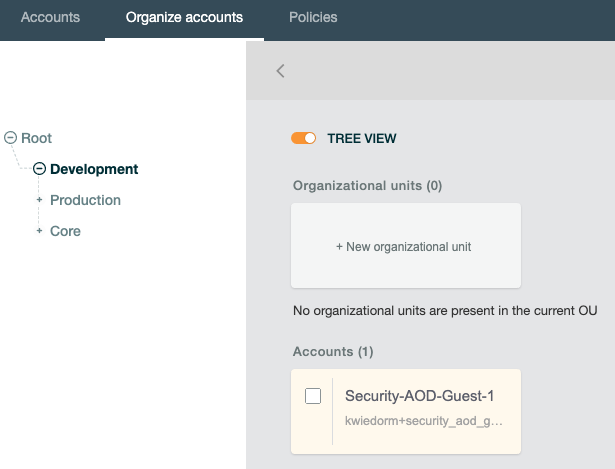 Accounts Organize accounts Policies
TREE VIEW
Root
Development
Production
Core
Organizational units (0)
+ New organizational unit
No organizational units are present in the current OU
Accounts (1)
Security-AOD-Guest-1
kwiedorm+security_aod_g...